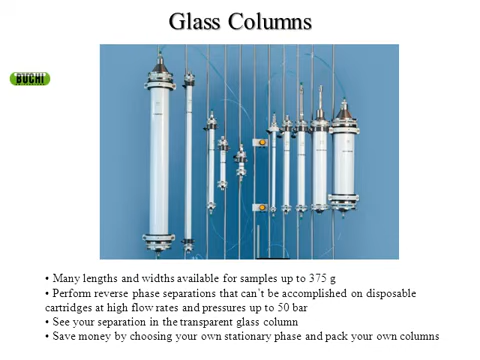 Glass Columns
BÜCHI
• Many lengths and widths available for samples up to 375 g
• Perform reverse phase separations that can't be accomplished on disposable
cartridges at high flow rates and pressures up to 50 bar
• See your separation in the transparent glass column
• Save money by choosing your own stationary phase and pack your own columns